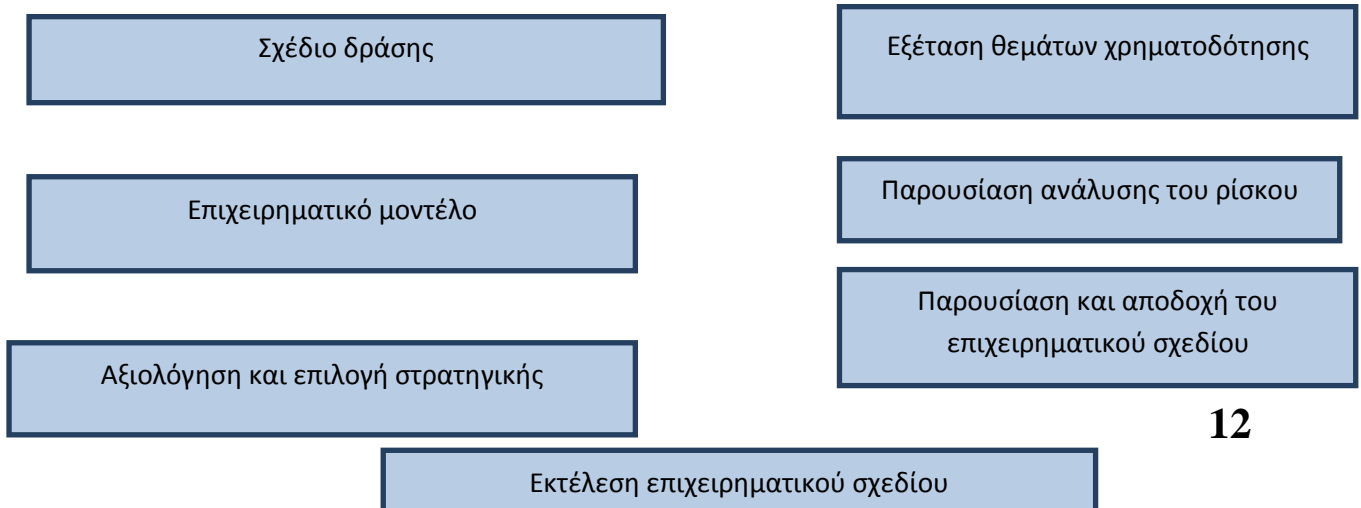 Σχέδιο δράσης
Εξέταση θεμάτων χρηματοδότησης
Επιχειρηματικό μοντέλο
Παρουσίαση ανάλυσης του ρίσκου
Παρουσίαση και αποδοχή του
επιχειρηματικού σχεδίου
Αξιολόγηση και επιλογή στρατηγικής
12
Εκτέλεση επιχειρηματικού σχεδίου